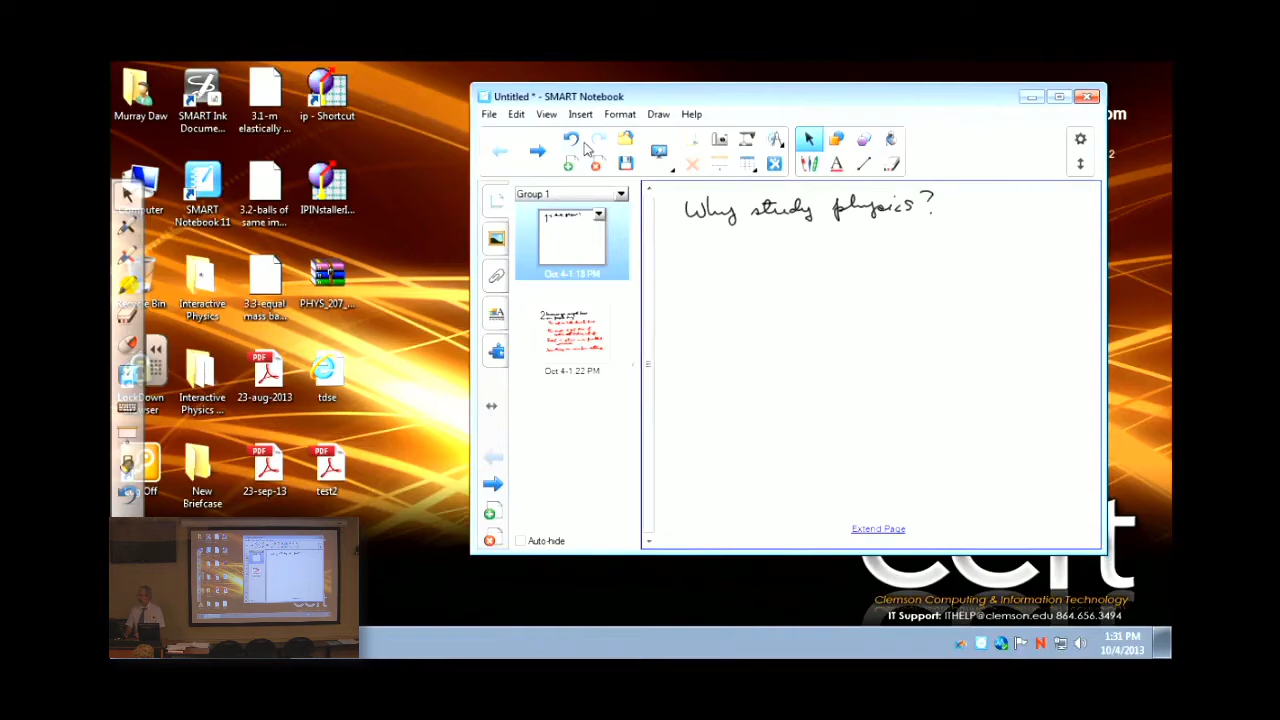 Untitled * - SMART Notebook
File Edit View Insert Format Draw Help
Group 1
Oct 4-1:18 PM
2
Oct 4-1:22 PM
Auto-hide
Why study physics?
Extend Page
Murray Daw
SMART Ink Docume...
3.1-m elastically ...
ip - Shortcut
SMART Notebook 11
3.2-balls of same im...
IPINstallerI...
Interactive Physics
3.3-equal mass ba...
PHYS_207_...
Interactive Physics ...
23-aug-2013
tdse
New Briefcase
23-sep-13
test2
om
2
Clemson Computing & Information Technology
IT Support: ITHELP@clemson.edu 864.656.3494
1:31 PM
10/4/2013